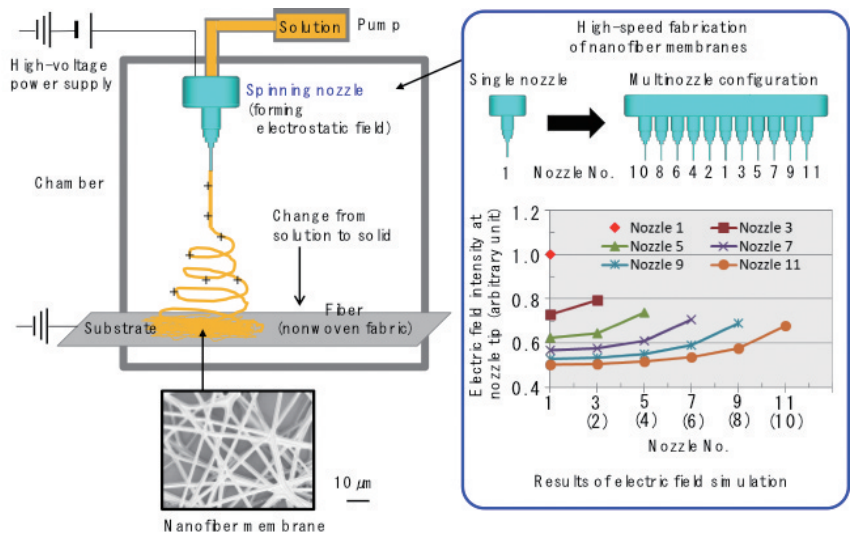 Solution
Pump
High-voltage
power supply
Spinning nozzle
(forming
electrostatic field)
Chamber
Change from
solution to solid
Substrate
Fiber
(nonwoven fabric)
10 μm
Nanofiber membrane
High-speed fabrication
of nanofiber membranes
Single nozzle
Multinozzle configuration
1
Nozzle No.
10 8 6 4 2 1 3 5 7 9 11
Electric field intensity at
nozzle tip (arbitrary unit)
1.2
1.0
0.8
0.6
0.4
Nozzle 1
Nozzle 3
Nozzle 5
Nozzle 7
Nozzle 9
Nozzle 11
1 3 5 7 9 11
(2) (4) (6) (8) (10)
Nozzle No.
Results of electric field simulation